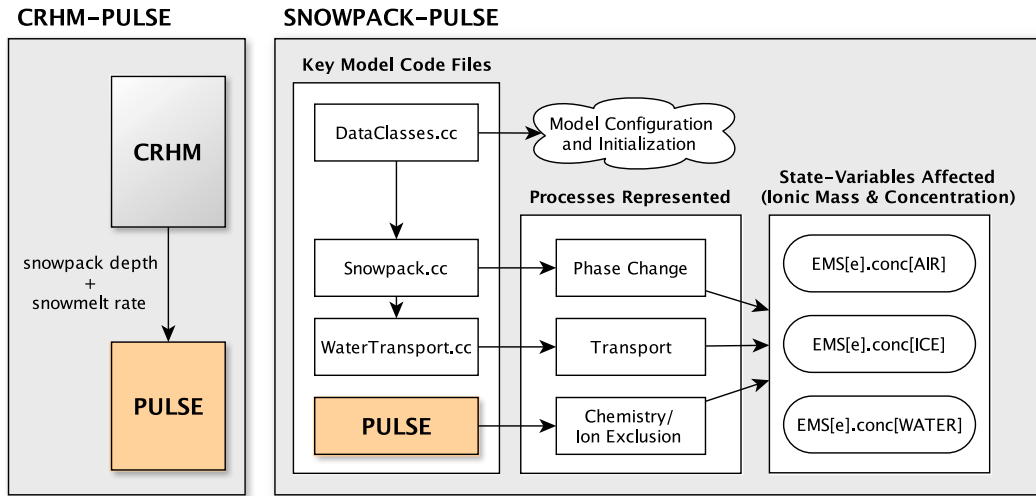 CRHM-PULSE
CRHM
snowpack depth
+
snowmelt rate
PULSE
SNOWPACK-PULSE
Key Model Code Files
DataClasses.cc
Model Configuration
and Initialization
Snowpack.cc
WaterTransport.cc
PULSE
Processes Represented
Phase Change
Transport
Chemistry/
Ion Exclusion
State-Variables Affected
(Ionic Mass & Concentration)
EMS[e].conc[AIR]
EMS[e].conc[ICE]
EMS[e].conc[WATER]